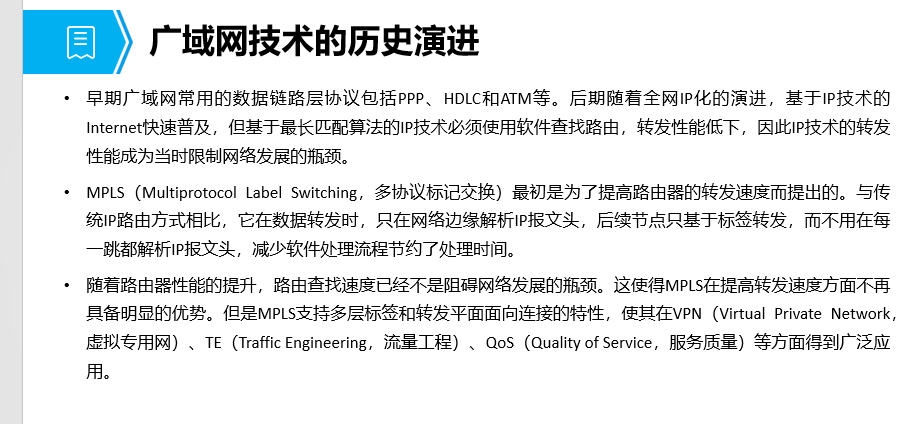 广域网技术的历史演进
• 早期广域网常用的数据链路层协议包括PPP、HDLC和ATM等。后期随着全网IP化的演进，基于IP技术的
Internet快速普及，但基于最长匹配算法的IP技术必须使用软件查找路由，转发性能低下，因此IP技术的转发
性能成为当时限制网络发展的瓶颈。
• MPLS（Multiprotocol Label Switching，多协议标记交换）最初是为了提高路由器的转发速度而提出的。与传
统IP路由方式相比，它在数据转发时，只在网络边缘解析IP报文头，后续节点只基于标签转发，而不用在每
一跳都解析IP报文头，减少软件处理流程节约了处理时间。
• 随着路由器性能的提升，路由查找速度已经不是阻碍网络发展的瓶颈。这使得MPLS在提高转发速度方面不再
具备明显的优势。但是MPLS支持多层标签和转发平面面向连接的特性，使其在VPN（Virtual Private Network，
虚拟专用网）、TE（Traffic Engineering，流量工程）、QoS（Quality of Service，服务质量）等方面得到广泛应
用。